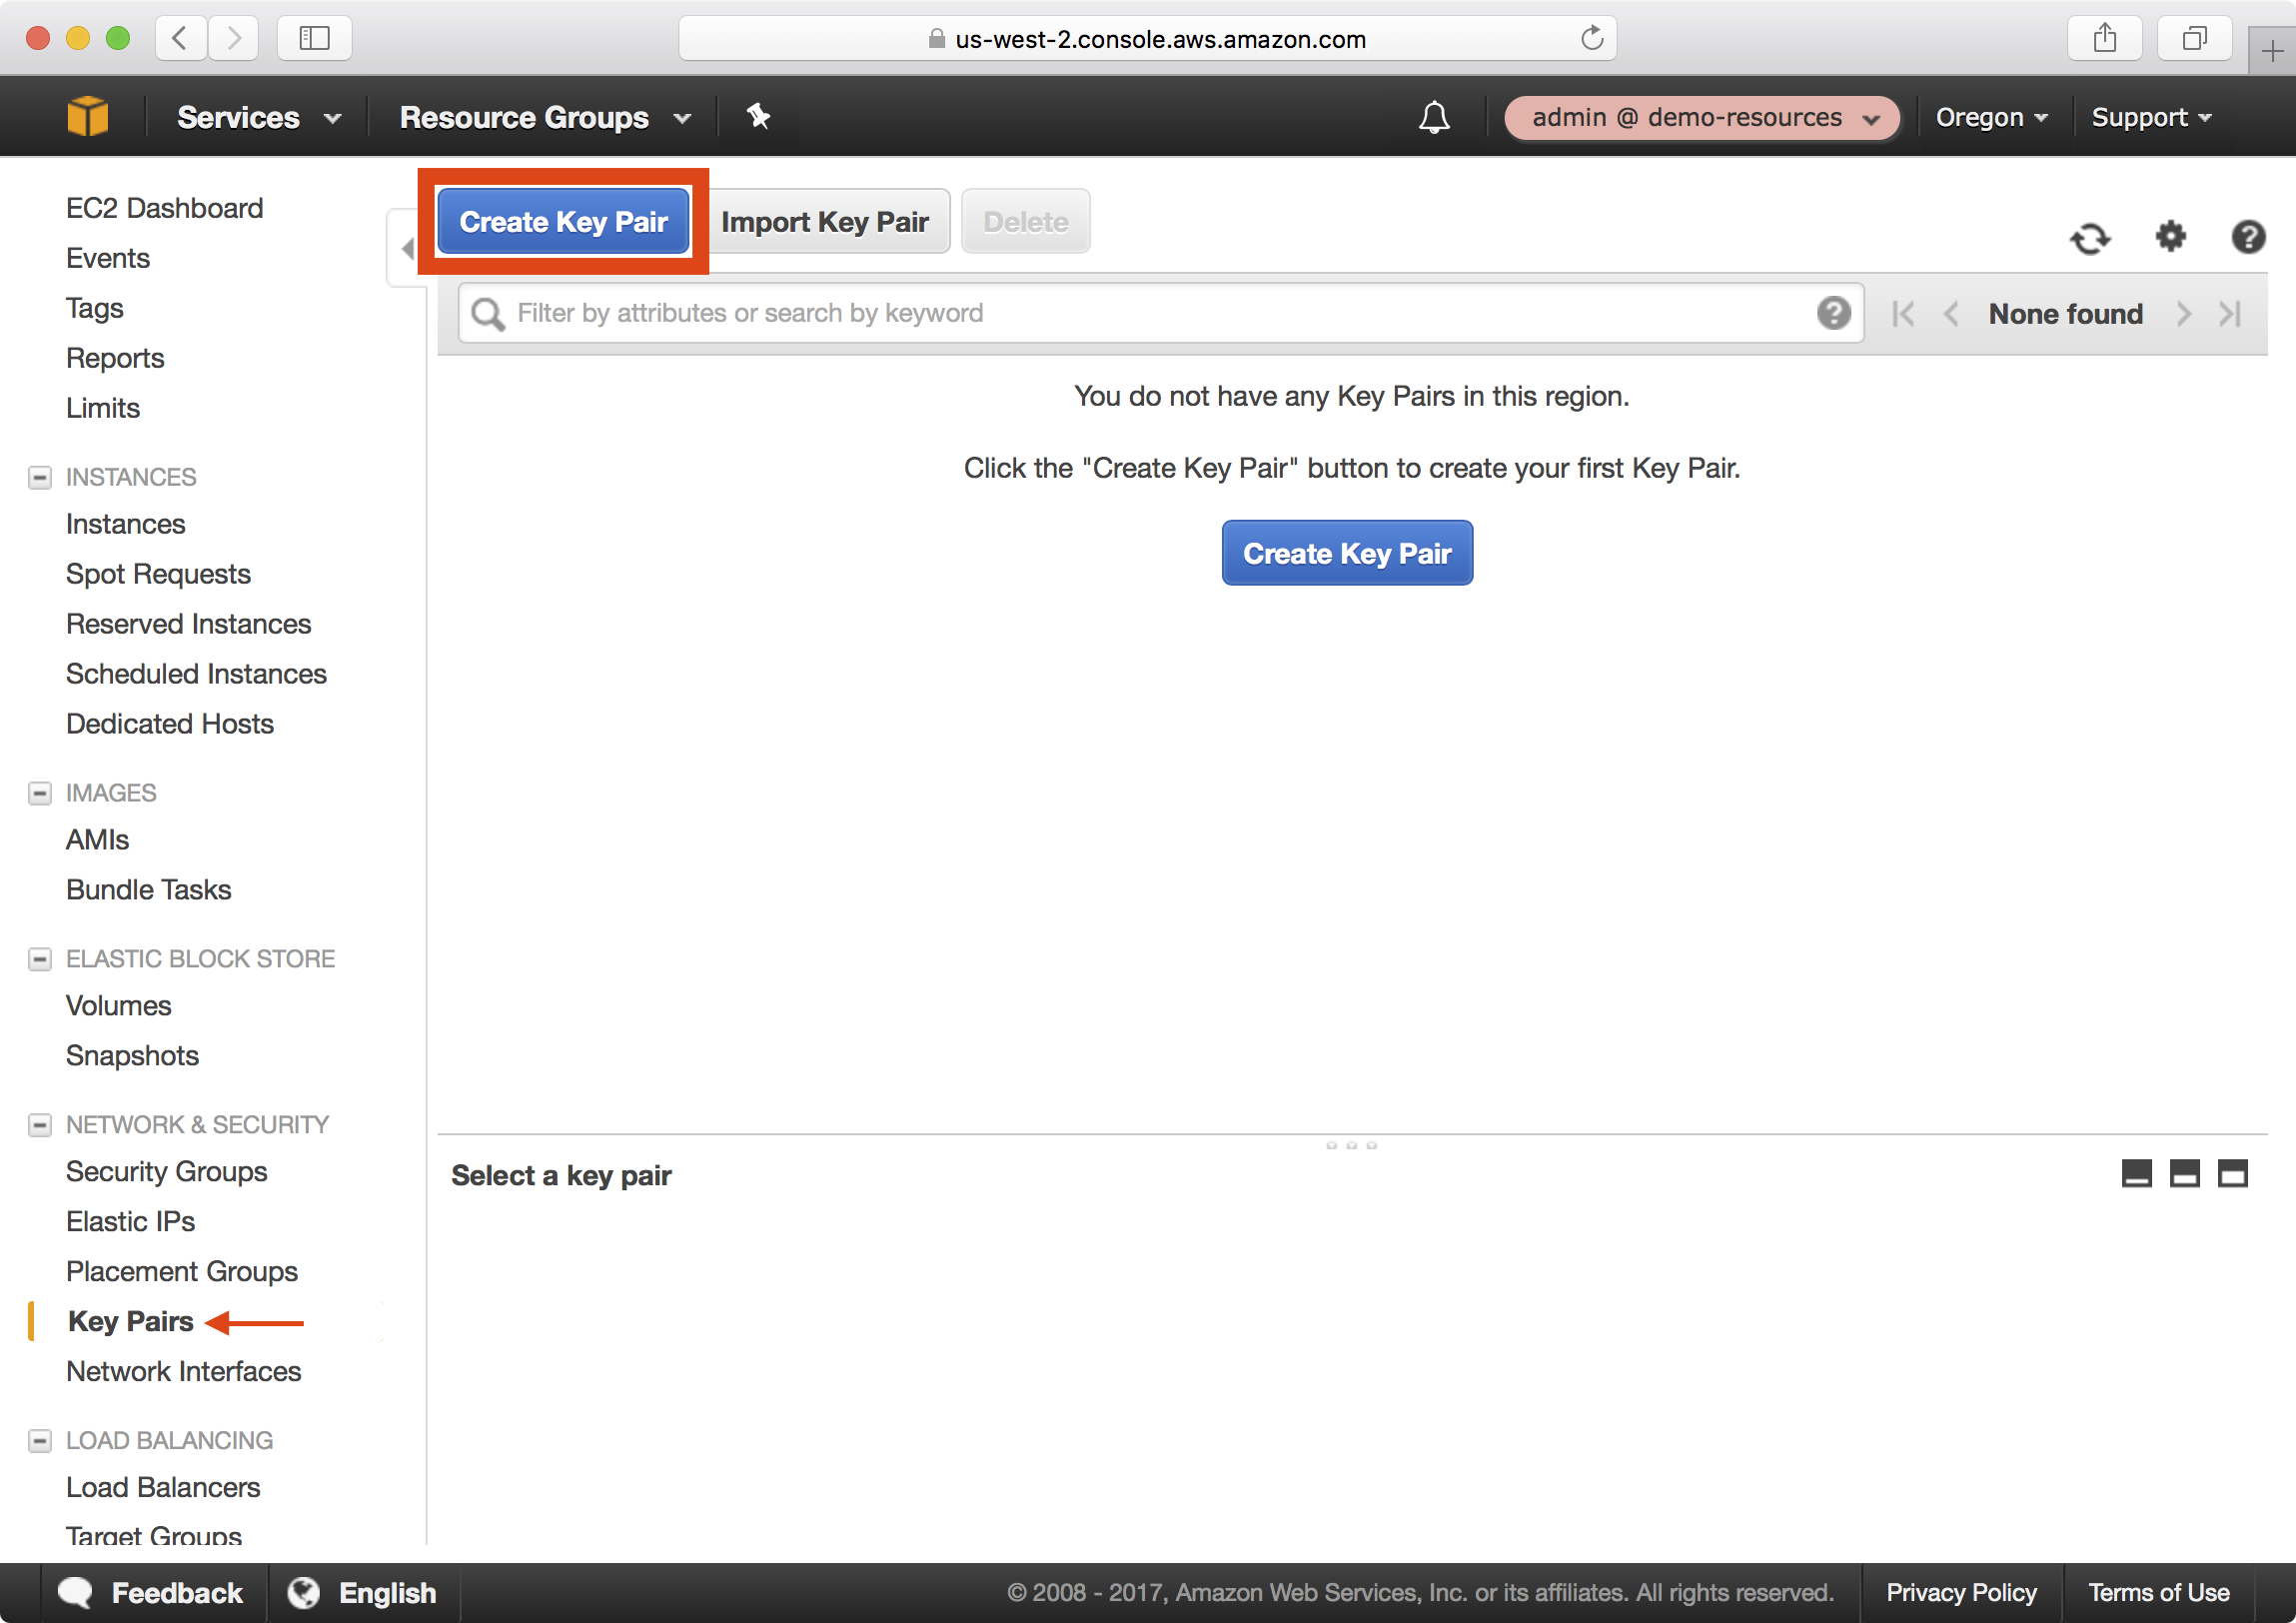 us-west-2.console.aws.amazon.com
Services Resource Groups admin @ demo-resources Oregon Support
EC2 Dashboard
Events
Tags
Reports
Limits
INSTANCES
Instances
Spot Requests
Reserved Instances
Scheduled Instances
Dedicated Hosts
IMAGES
AMIs
Bundle Tasks
ELASTIC BLOCK STORE
Volumes
Snapshots
NETWORK & SECURITY
Security Groups
Elastic IPs
Placement Groups
Key Pairs
Network Interfaces
LOAD BALANCING
Load Balancers
Target Groups
Create Key Pair Import Key Pair Delete
Filter by attributes or search by keyword None found
You do not have any Key Pairs in this region.
Click the "Create Key Pair" button to create your first Key Pair.
Create Key Pair
Select a key pair
Feedback English © 2008 - 2017, Amazon Web Services, Inc. or its affiliates. All rights reserved. Privacy Policy Terms of Use